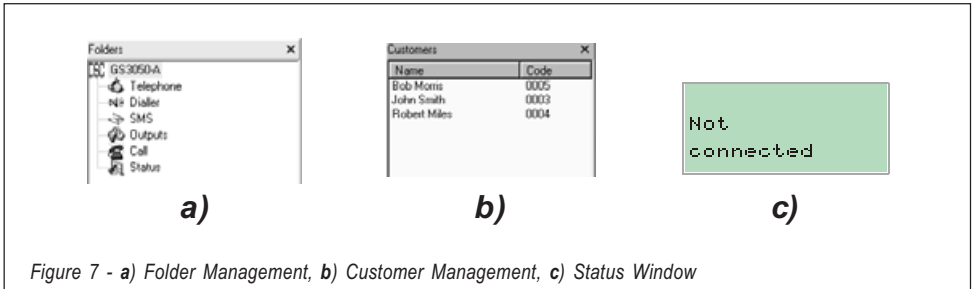 Folders x
GS3050-A
Telephone
Nº Dialler
SMS
Outputs
Call
Status
Customers x
Name Code
Bob Morris 0005
John Smith 0003
Robert Miles 0004
Not
connected
a) b) c)
Figure 7 - a) Folder Management, b) Customer Management, c) Status Window